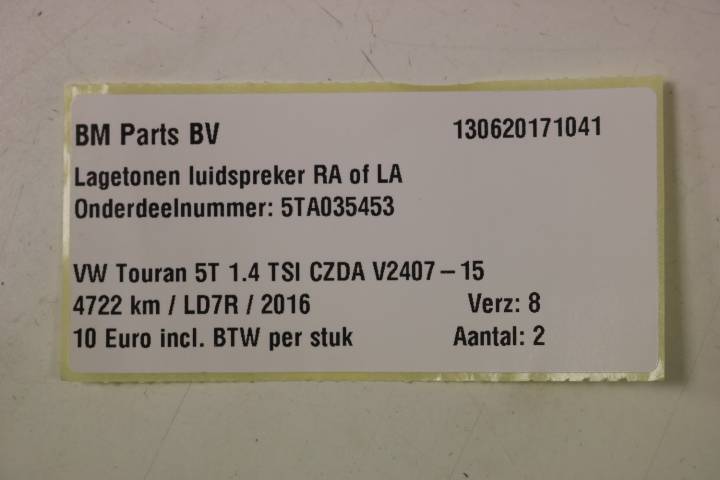 BM Parts BV 130620171041
Lagetonen luidspreker RA of LA
Onderdeelnummer: 5TA035453
VW Touran 5T 1.4 TSI CZDA V2407 – 15
4722 km / LD7R / 2016 Verz: 8
10 Euro incl. BTW per stuk Aantal: 2